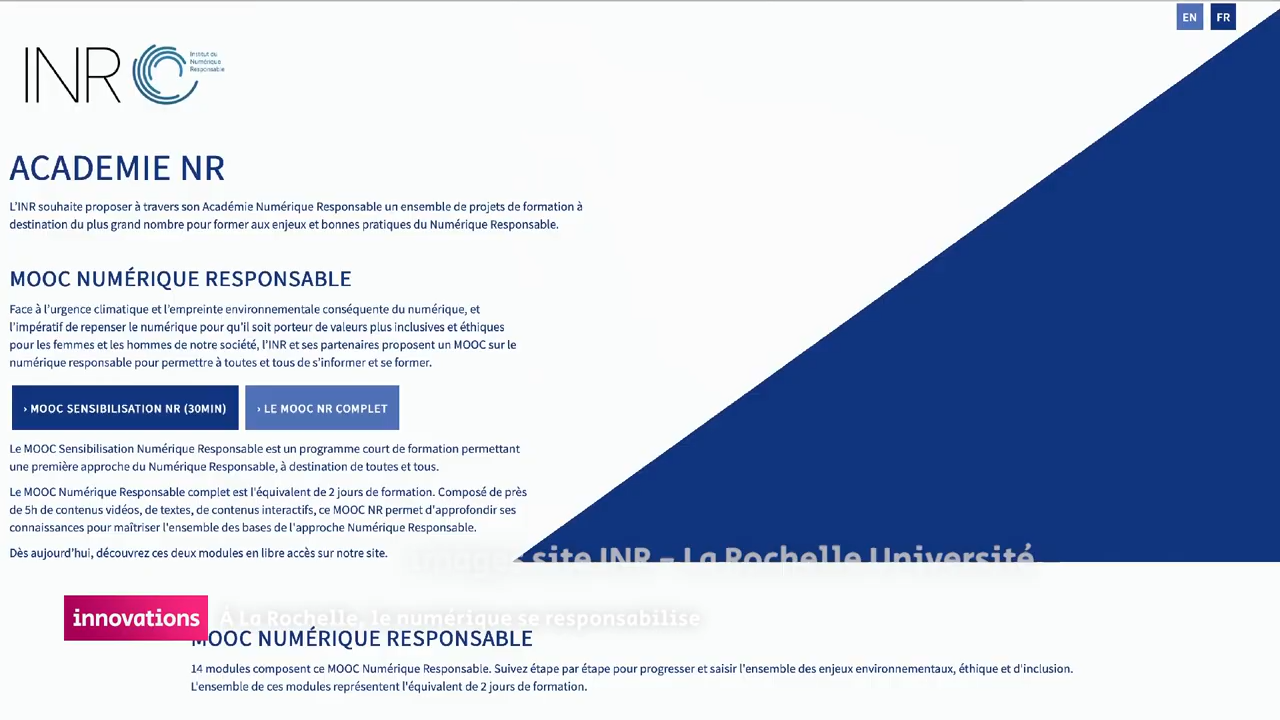 EN FR
INR
Institut du
Numérique
Responsable
ACADEMIE NR
L'INR souhaite proposer à travers son Académie Numérique Responsable un ensemble de projets de formation à
destination du plus grand nombre pour former aux enjeux et bonnes pratiques du Numérique Responsable.
MOOC NUMÉRIQUE RESPONSABLE
Face à l'urgence climatique et l'empreinte environnementale conséquente du numérique, et
l'impératif de repenser le numérique pour qu'il soit porteur de valeurs plus inclusives et éthiques
pour les femmes et les hommes de notre société, l'INR et ses partenaires proposent un MOOC sur le
numérique responsable pour permettre à toutes et tous de s'informer et se former.
› MOOC SENSIBILISATION NR (30MIN) › LE MOOC NR COMPLET
Le MOOC Sensibilisation Numérique Responsable est un programme court de formation permettant
une première approche du Numérique Responsable, à destination de toutes et tous.
Le MOOC Numérique Responsable complet est l'équivalent de 2 jours de formation. Composé de près
de 5h de contenus vidéos, de textes, de contenus interactifs, ce MOOC NR permet d'approfondir ses
connaissances pour maîtriser l'ensemble des bases de l'approche Numérique Responsable.
Dès aujourd'hui, découvrez ces deux modules en libre accès sur notre site.
images site INR – La Rochelle Université
innovations À La Rochelle, le numérique se responsabilise
MOOC NUMÉRIQUE RESPONSABLE
14 modules composent ce MOOC Numérique Responsable. Suivez étape par étape pour progresser et saisir l'ensemble des enjeux environnementaux, éthique et d'inclusion.
L'ensemble de ces modules représentent l'équivalent de 2 jours de formation.